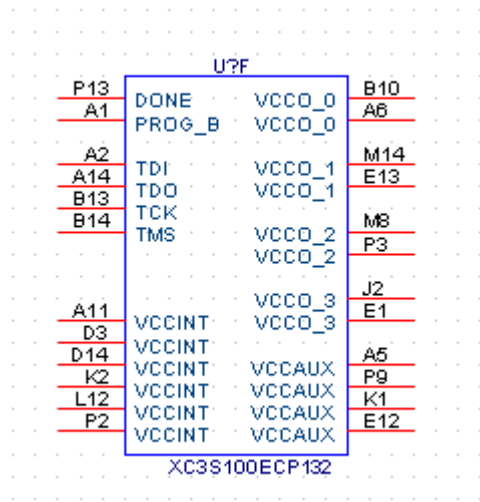 U?F
P13 DONE VCCO_0 B10
A1 PROG_B VCCO_0 A6
A2 TDI VCCO_1 M14
A14 TDO VCCO_1 E13
B13 TCK
B14 TMS VCCO_2 M8
VCCO_2 P3
VCCO_3 J2
A11 VCCINT VCCO_3 E1
D3 VCCINT
D14 VCCINT VCCAUX A5
K2 VCCINT VCCAUX P9
L12 VCCINT VCCAUX K1
P2 VCCINT VCCAUX E12
XC3S100ECP132